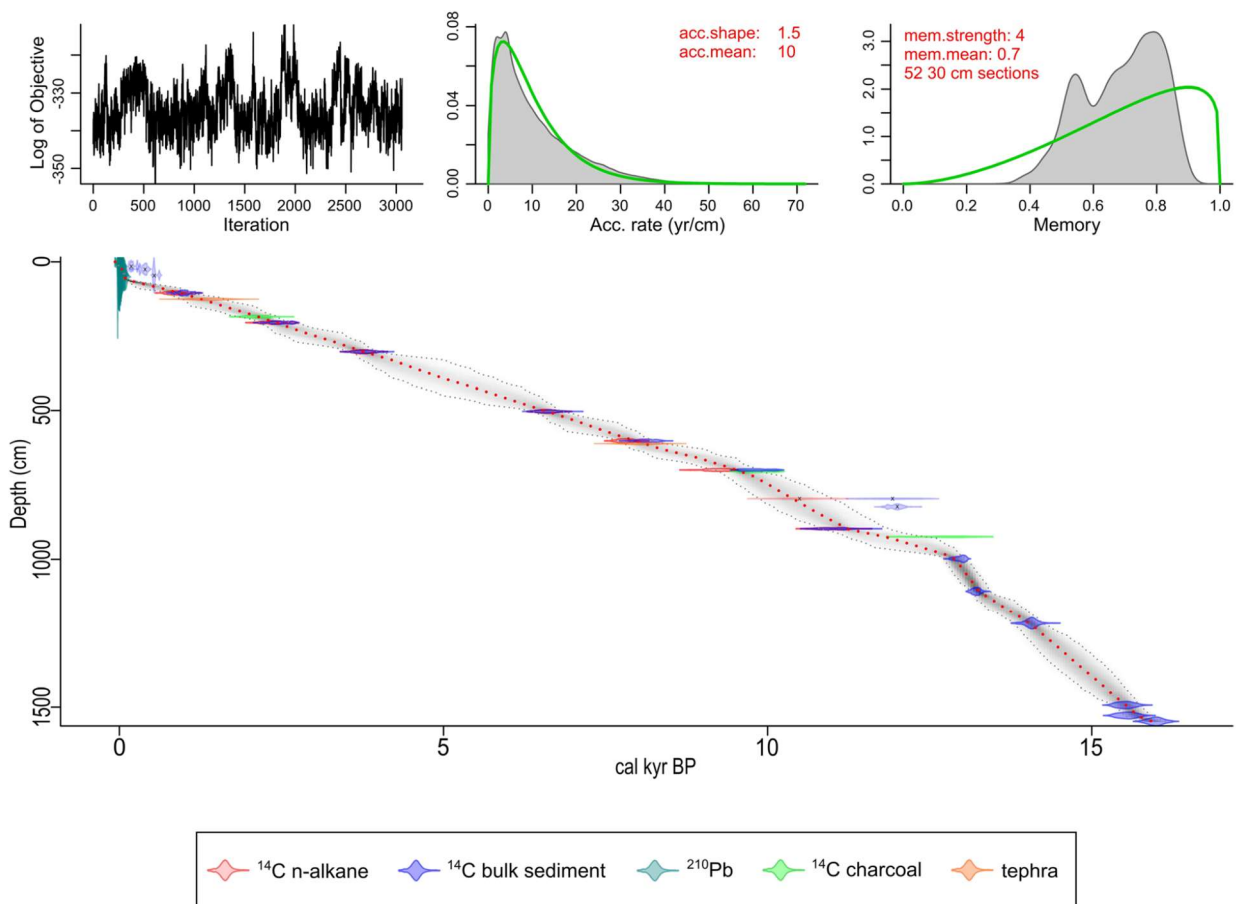 Log of Objective
-330
-350
0 500 1000 1500 2000 2500 3000
Iteration
0.08
0.04
0.00
acc.shape: 1.5
acc.mean: 10
0 10 20 30 40 50 60 70
Acc. rate (yr/cm)
3.0
2.0
1.0
0.0
mem.strength: 4
mem.mean: 0.7
52 30 cm sections
0.0 0.2 0.4 0.6 0.8 1.0
Memory
Depth (cm)
0
500
1000
1500
0 5 10 15
cal kyr BP
¹⁴C n-alkane ¹⁴C bulk sediment ²¹⁰Pb ¹⁴C charcoal tephra